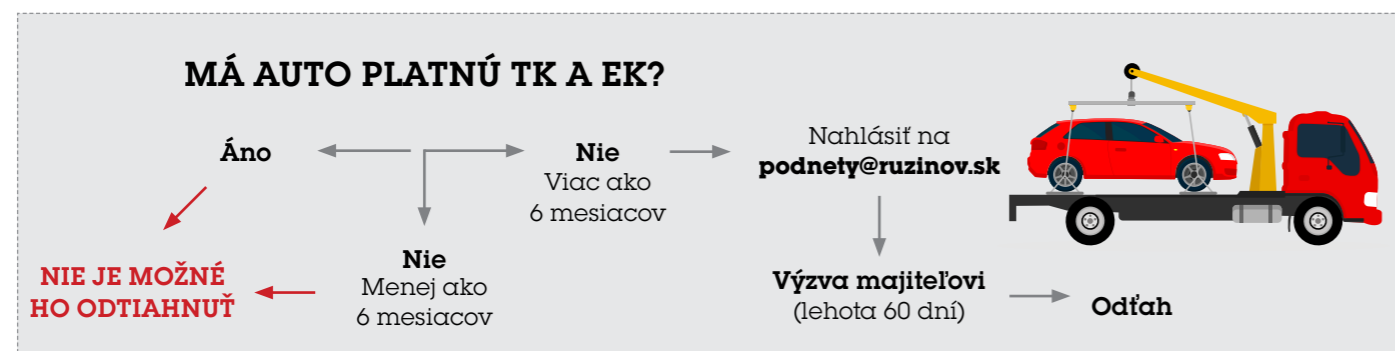 MÁ AUTO PLATNÚ TK A EK?
Áno
Nie
Viac ako
6 mesiacov
Nahlásiť na
podnety@ruzinov.sk
Nie
Menej ako
6 mesiacov
NIE JE MOŽNÉ
HO ODTIAHNUŤ
Výzva majiteľovi
(lehota 60 dní)
Odťah